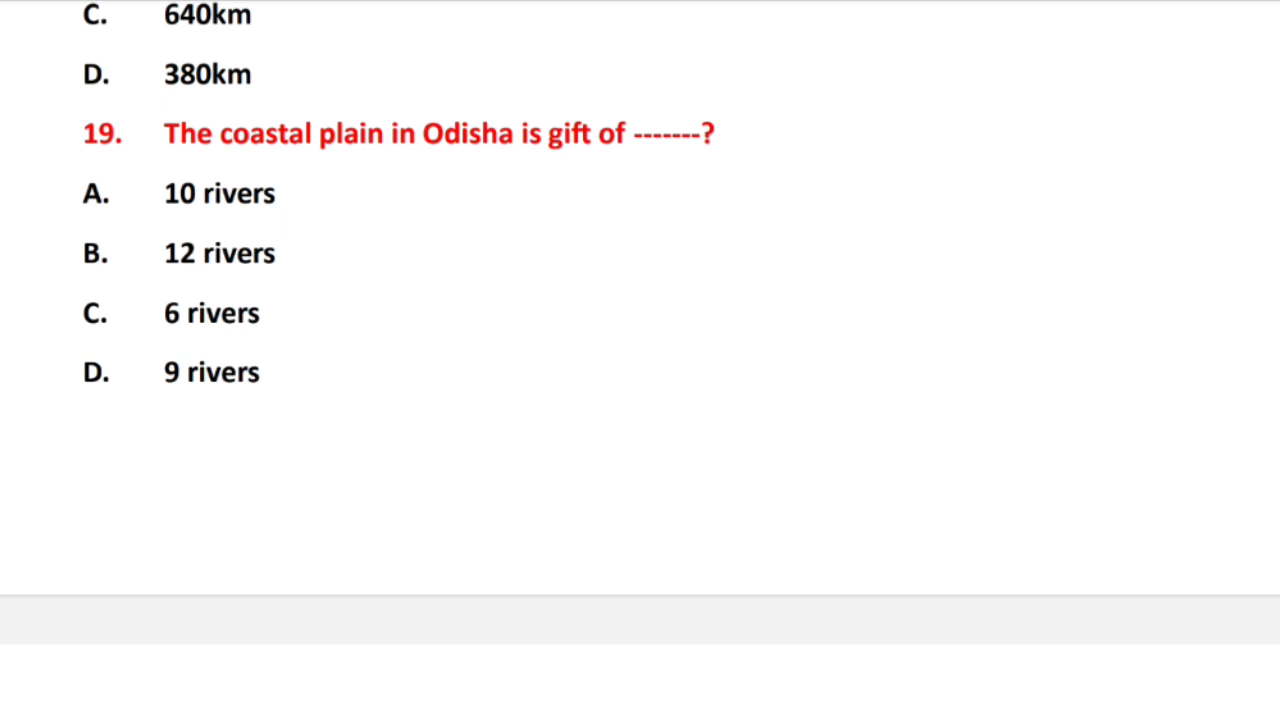 C. 640km
D. 380km
19. The coastal plain in Odisha is gift of -------?
A. 10 rivers
B. 12 rivers
C. 6 rivers
D. 9 rivers